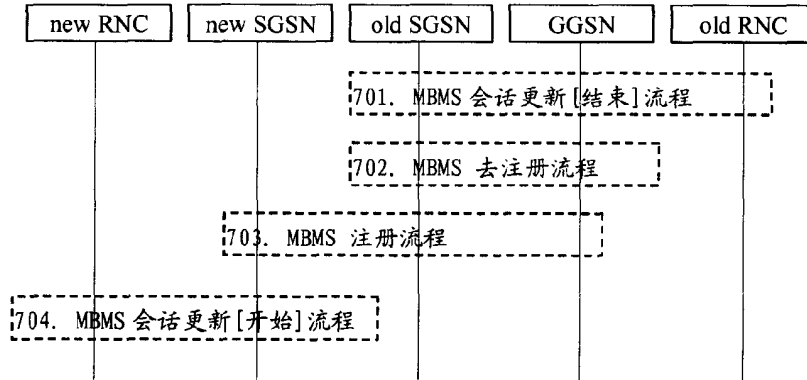 new RNC new SGSN old SGSN GGSN old RNC
701. MBMS 会话更新[结束]流程
702. MBMS 去注册流程
703. MBMS 注册流程
704. MBMS 会话更新[开始]流程